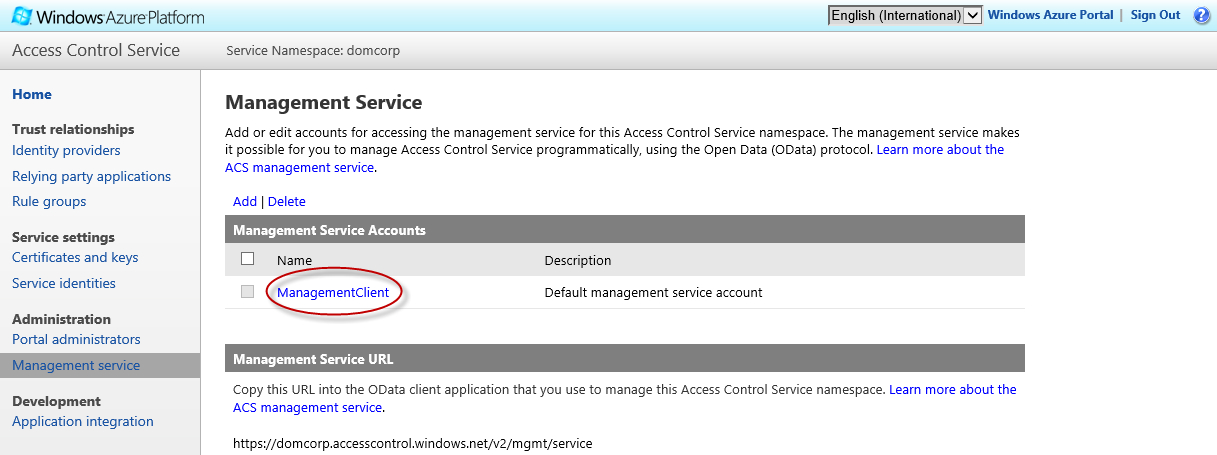 Windows Azure Platform
English (International)
Windows Azure Portal | Sign Out
Access Control Service
Service Namespace: domcorp
Home
Trust relationships
Identity providers
Relying party applications
Rule groups
Service settings
Certificates and keys
Service identities
Administration
Portal administrators
Management service
Development
Application integration
Management Service
Add or edit accounts for accessing the management service for this Access Control Service namespace. The management service makes
it possible for you to manage Access Control Service programmatically, using the Open Data (OData) protocol. Learn more about the
ACS management service.
Add | Delete
Management Service Accounts
Name Description
ManagementClient Default management service account
Management Service URL
Copy this URL into the OData client application that you use to manage this Access Control Service namespace. Learn more about the
ACS management service.
https://domcorp.accesscontrol.windows.net/v2/mgmt/service